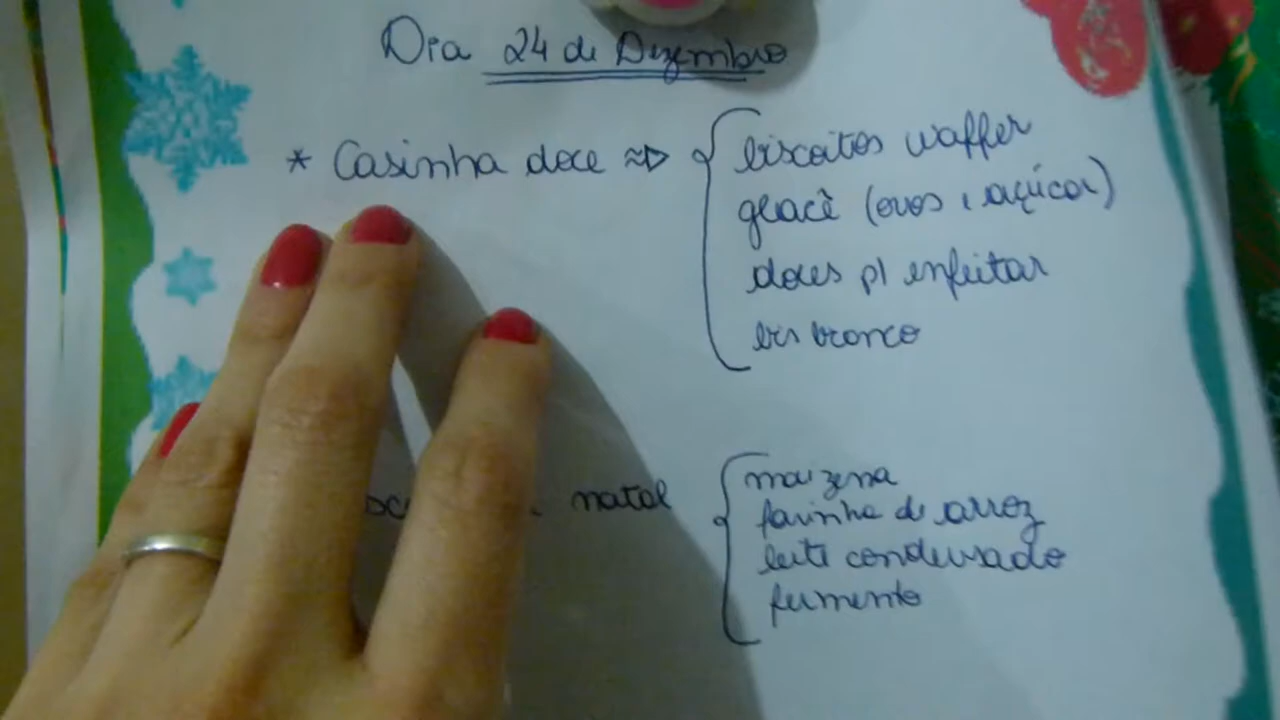 Dia 24 de Dezembro
* Casinha doce ⇒ { biscoitos waffer
glacê (ovos e açúcar)
doces p/ enfeitar
bis branco
natal { maizena
farinha de arroz
leite condensado
fermento